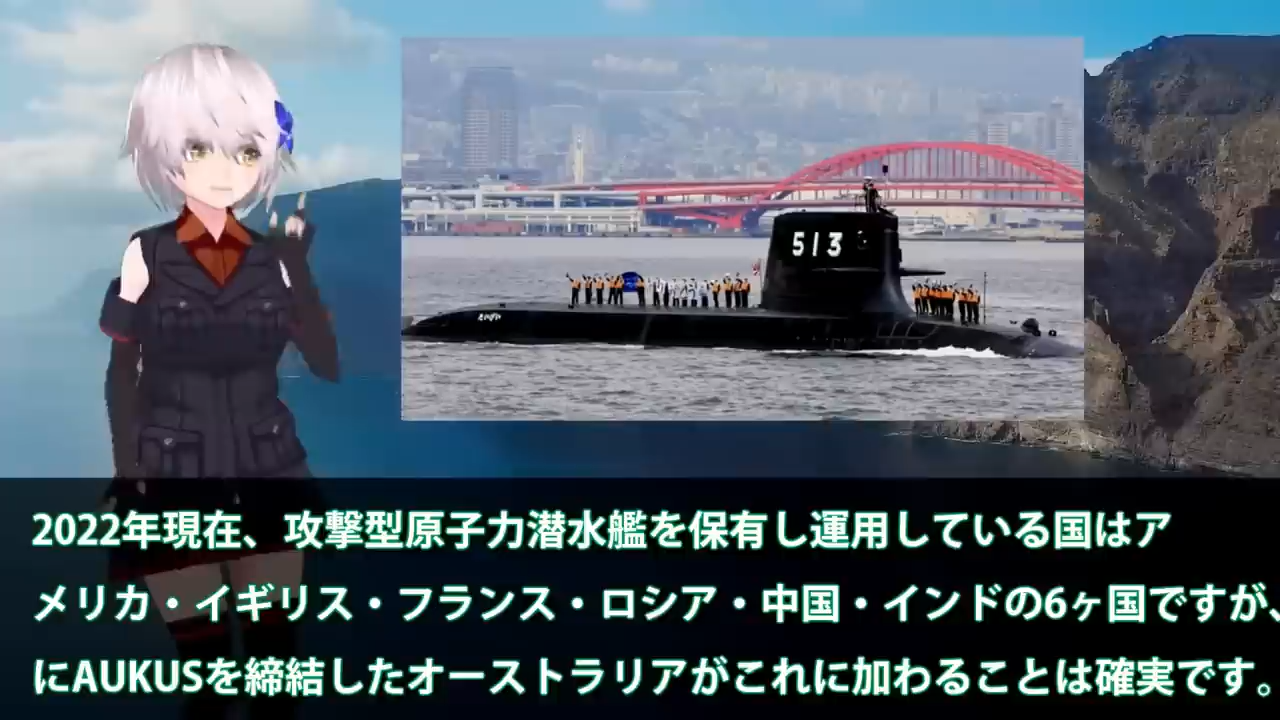 513
たいげい
2022年現在、攻撃型原子力潜水艦を保有し運用している国はア
メリカ・イギリス・フランス・ロシア・中国・インドの6ヶ国ですが、
にAUKUSを締結したオーストラリアがこれに加わることは確実です。